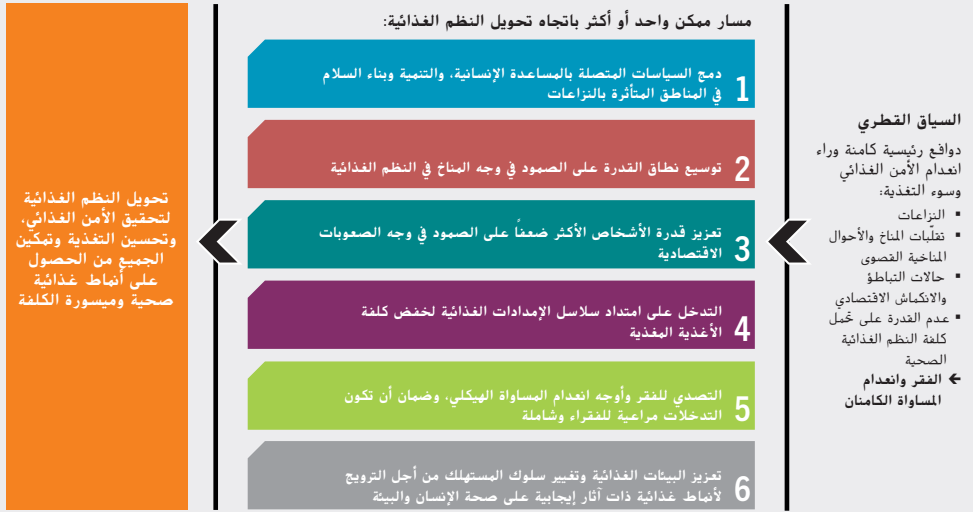 السياق القطري
دوافع رئيسية كامنة وراء
انعدام الأمن الغذائي
وسوء التغذية:
▪ النزاعات
▪ تقلّبات المناخ والأحوال
المناخية القصوى
▪ حالات التباطؤ
والانكماش الاقتصادي
▪ عدم القدرة على تحمل
كلفة النظم الغذائية
الصحية
← الفقر وانعدام
المساواة الكامنان
مسار ممكن واحد أو أكثر باتجاه تحويل النظم الغذائية:
1 دمج السياسات المتصلة بالمساعدة الإنسانية، والتنمية وبناء السلام
في المناطق المتأثرة بالنزاعات
2 توسيع نطاق القدرة على الصمود في وجه المناخ في النظم الغذائية
3 تعزيز قدرة الأشخاص الأكثر ضعفاً على الصمود في وجه الصعوبات
الاقتصادية
4 التدخل على امتداد سلاسل الإمدادات الغذائية لخفض كلفة
الأغذية المغذية
5 التصدي للفقر وأوجه انعدام المساواة الهيكلي، وضمان أن تكون
التدخلات مراعية للفقراء وشاملة
6 تعزيز البيئات الغذائية وتغيير سلوك المستهلك من أجل الترويج
لأنماط غذائية ذات آثار إيجابية على صحة الإنسان والبيئة
تحويل النظم الغذائية
لتحقيق الأمن الغذائي،
وتحسين التغذية وتمكين
الجميع من الحصول
على أنماط غذائية
صحية وميسورة الكلفة